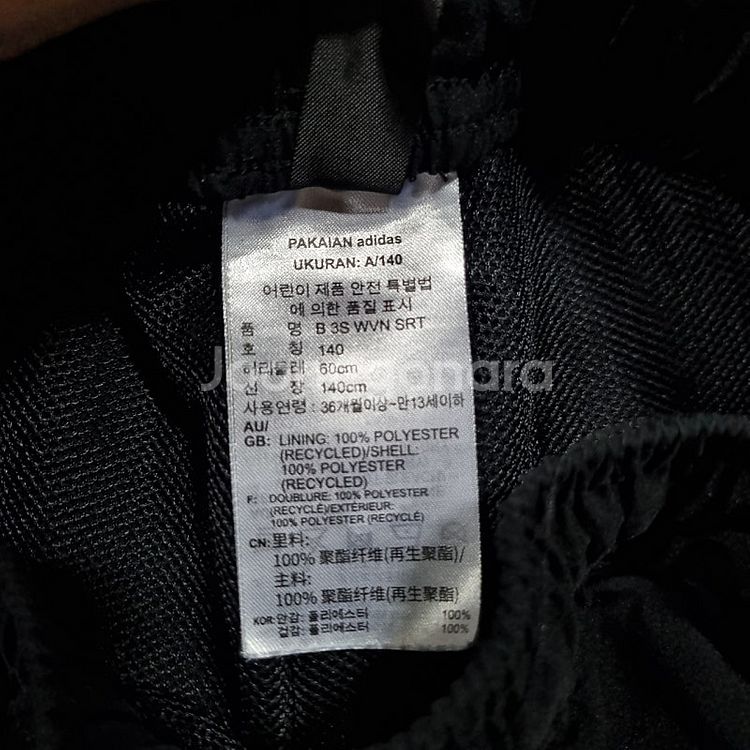 PAKAIAN adidas
UKURAN: A/140
어린이 제품 안전 특별법
에 의한 품질 표시
품 명 B 3S WVN SRT
호 칭 140
허리둘레 60cm
신 장 140cm
사용연령 : 36개월이상~만13세이하
AU/
GB: LINING: 100% POLYESTER
(RECYCLED)/SHELL:
100% POLYESTER
(RECYCLED)
F: DOUBLURE: 100% POLYESTER
(RECYCLÉ)/EXTÉRIEUR:
100% POLYESTER (RECYCLÉ)
CN: 里料:
100% 聚酯纤维(再生聚酯)/
主料:
100% 聚酯纤维(再生聚酯)
KOR: 안감: 폴리에스터 100%
겉감: 폴리에스터 100%